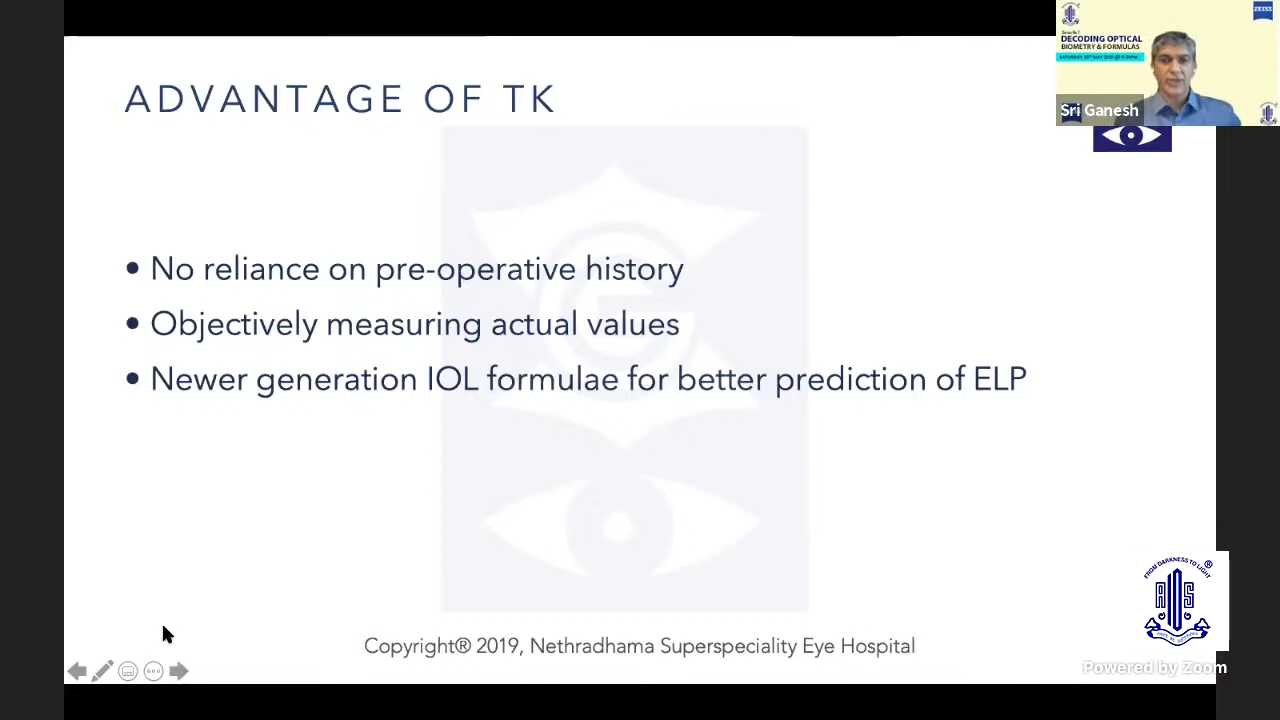 ADVANTAGE OF TK
• No reliance on pre-operative history
• Objectively measuring actual values
• Newer generation IOL formulae for better prediction of ELP
Copyright® 2019, Nethradhama Superspeciality Eye Hospital
ZEISS
DECODING OPTICAL
BIOMETRY & FORMULAS
Sri Ganesh
FROM DARKNESS TO LIGHT
®
Powered by Zoom